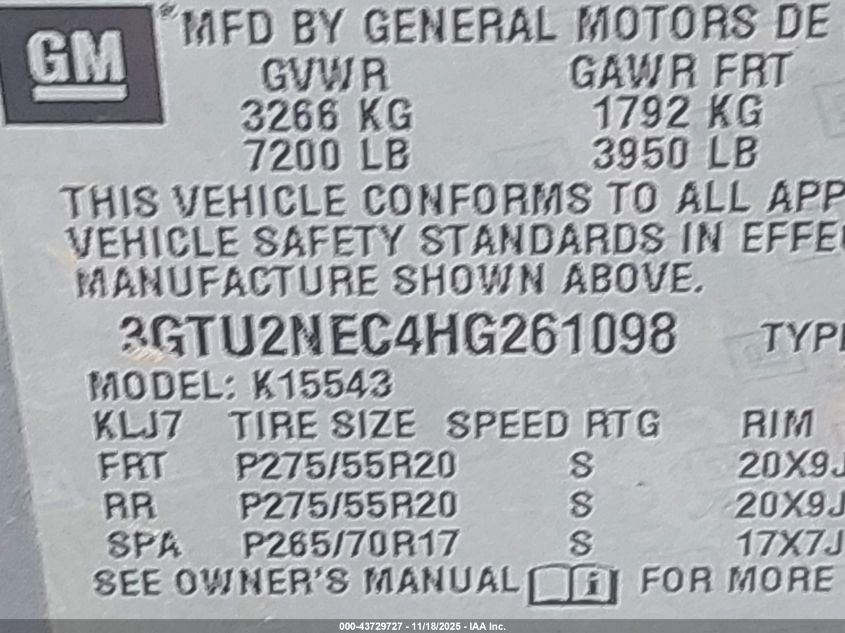 GM
® MFD BY GENERAL MOTORS DE
GVWR GAWR FRT
3266 KG 1792 KG
7200 LB 3950 LB
THIS VEHICLE CONFORMS TO ALL APP
VEHICLE SAFETY STANDARDS IN EFFE
MANUFACTURE SHOWN ABOVE.
3GTU2NEC4HG261098 TYPE
MODEL: K15543
KLJ7 TIRE SIZE SPEED RTG RIM
FRT P275/55R20 S 20X9J
RR P275/55R20 S 20X9J
SPA P265/70R17 S 17X7J
SEE OWNER'S MANUAL i FOR MORE
000-43729727 - 11/18/2025 - IAA Inc.